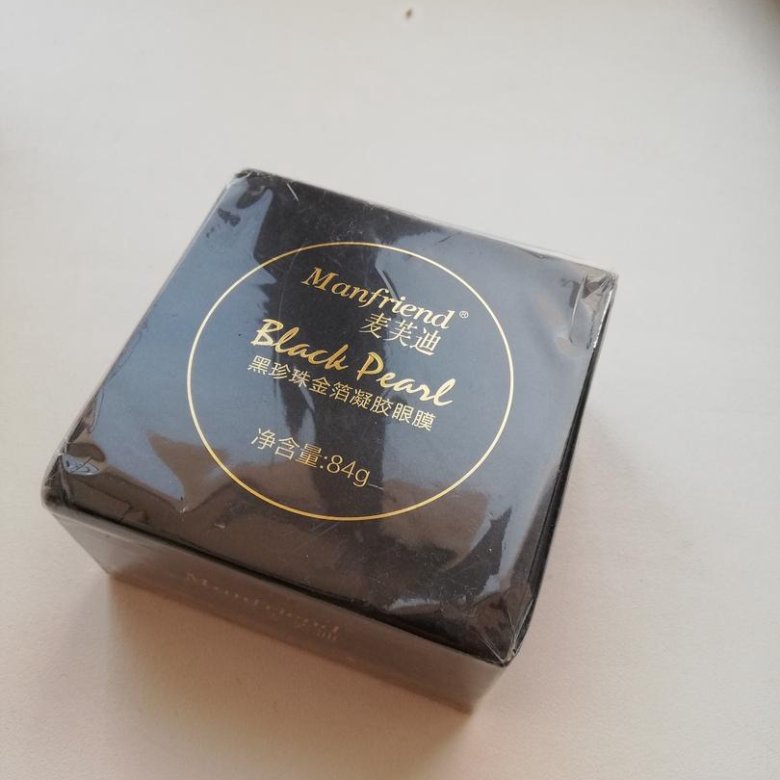 Manfriend®
麦芙迪
Black Pearl
黑珍珠金箔凝胶眼膜
净含量:84g
Manfriend